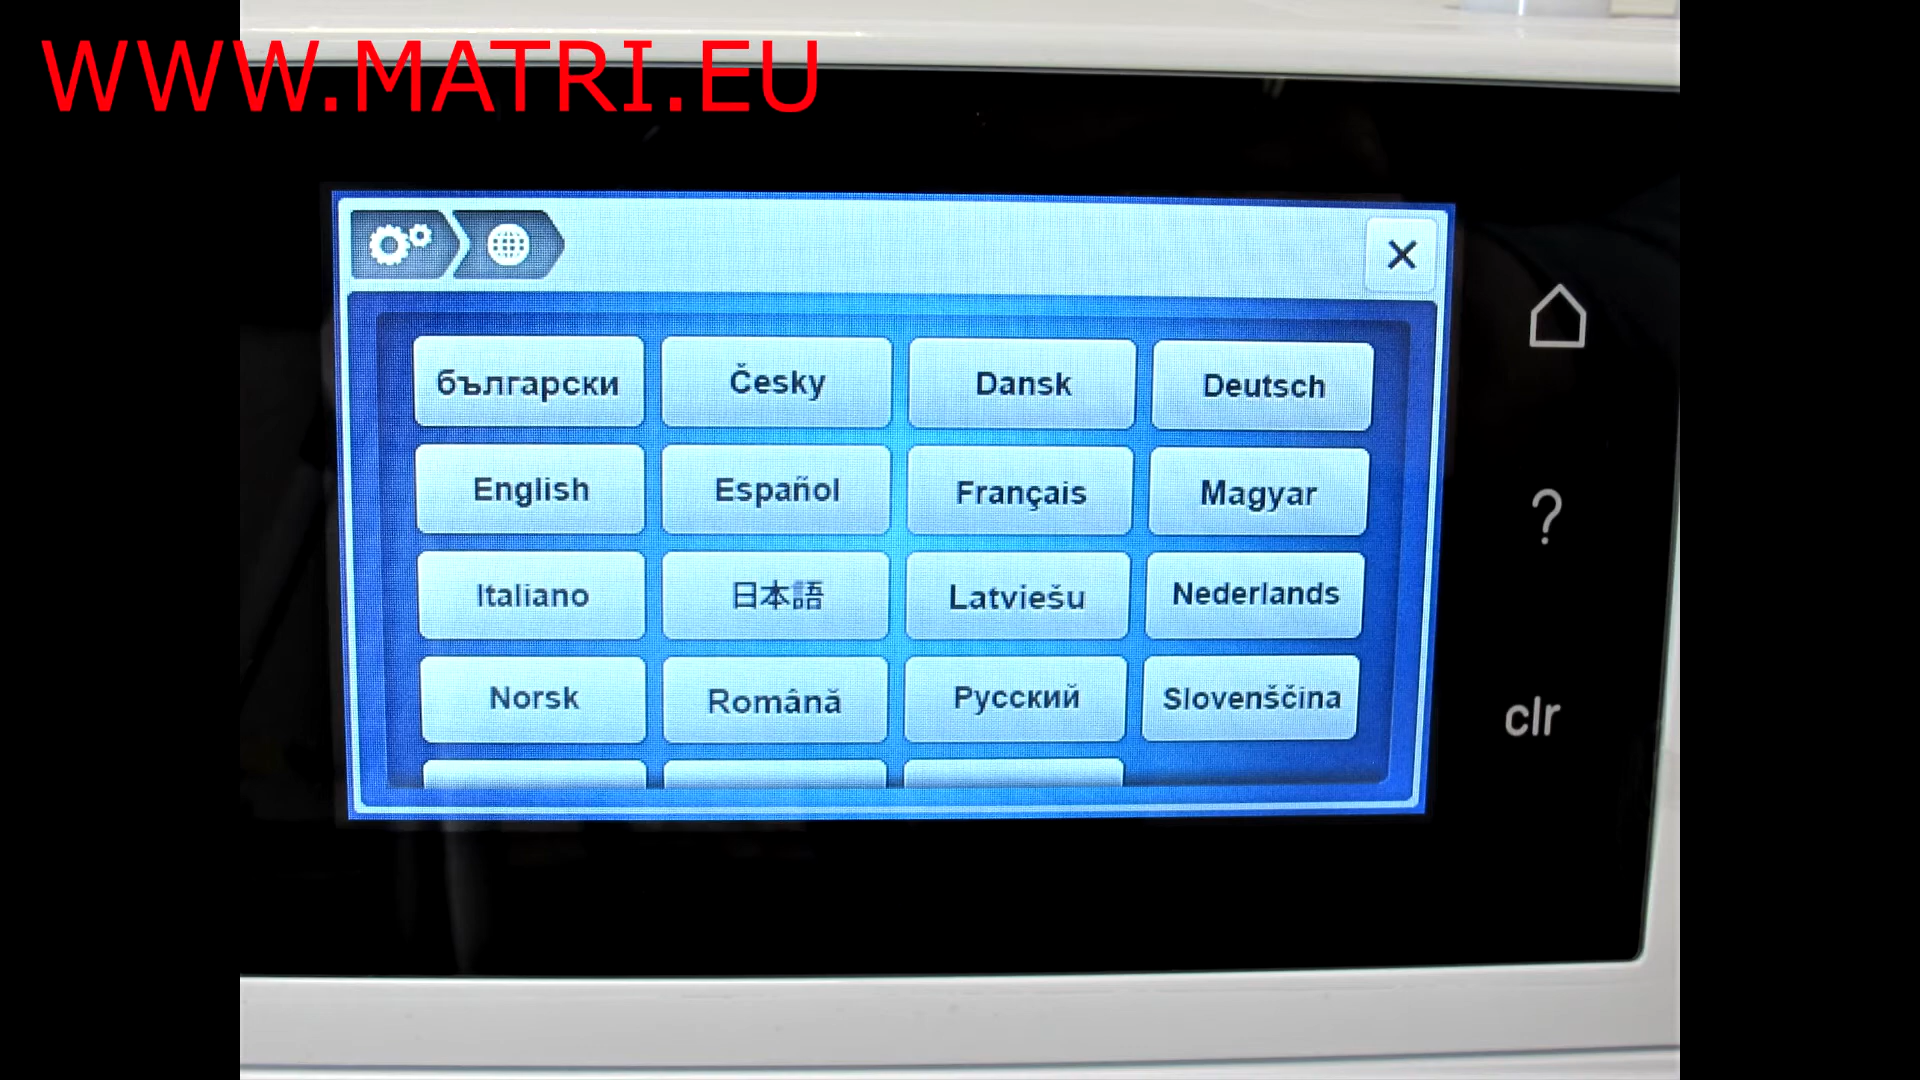 WWW.MATRI.EU
български Česky Dansk Deutsch
English Español Français Magyar
Italiano 日本語 Latviešu Nederlands
Norsk Română Русский Slovenščina
?
clr